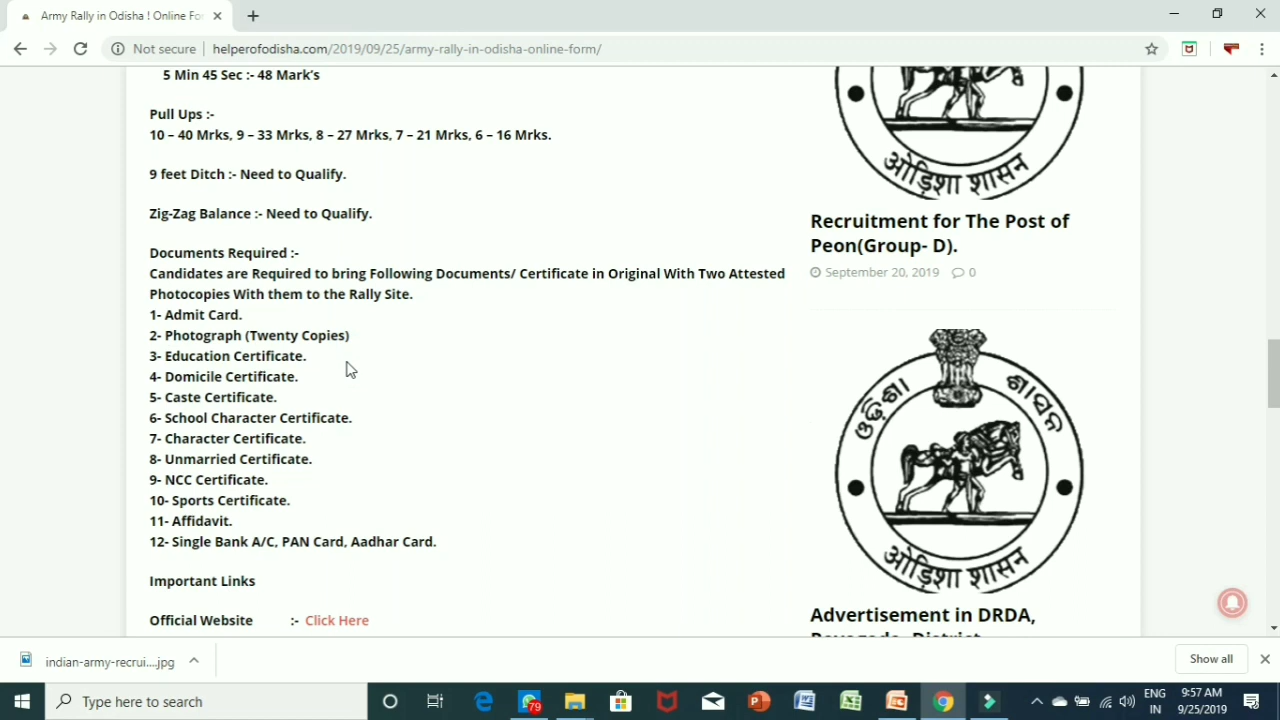 Army Rally in Odisha ! Online Fo
Not secure
helperofodisha.com/2019/09/25/army-rally-in-odisha-online-form/
5 Min 45 Sec :- 48 Mark's
Pull Ups :-
10 – 40 Mrks, 9 – 33 Mrks, 8 – 27 Mrks, 7 – 21 Mrks, 6 – 16 Mrks.
9 feet Ditch :- Need to Qualify.
Zig-Zag Balance :- Need to Qualify.
Documents Required :-
Candidates are Required to bring Following Documents/ Certificate in Original With Two Attested
Photocopies With them to the Rally Site.
1- Admit Card.
2- Photograph (Twenty Copies)
3- Education Certificate.
4- Domicile Certificate.
5- Caste Certificate.
6- School Character Certificate.
7- Character Certificate.
8- Unmarried Certificate.
9- NCC Certificate.
10- Sports Certificate.
11- Affidavit.
12- Single Bank A/C, PAN Card, Aadhar Card.
Important Links
Official Website :- Click Here
ओड़िशा शासन
Recruitment for The Post of
Peon(Group- D).
September 20, 2019 0
ଓଡ଼ିଶା ଶାସନ
ओड़िशा शासन
Advertisement in DRDA,
indian-army-recrui....jpg
Show all
Type here to search
79
ENG
IN
9:57 AM
9/25/2019